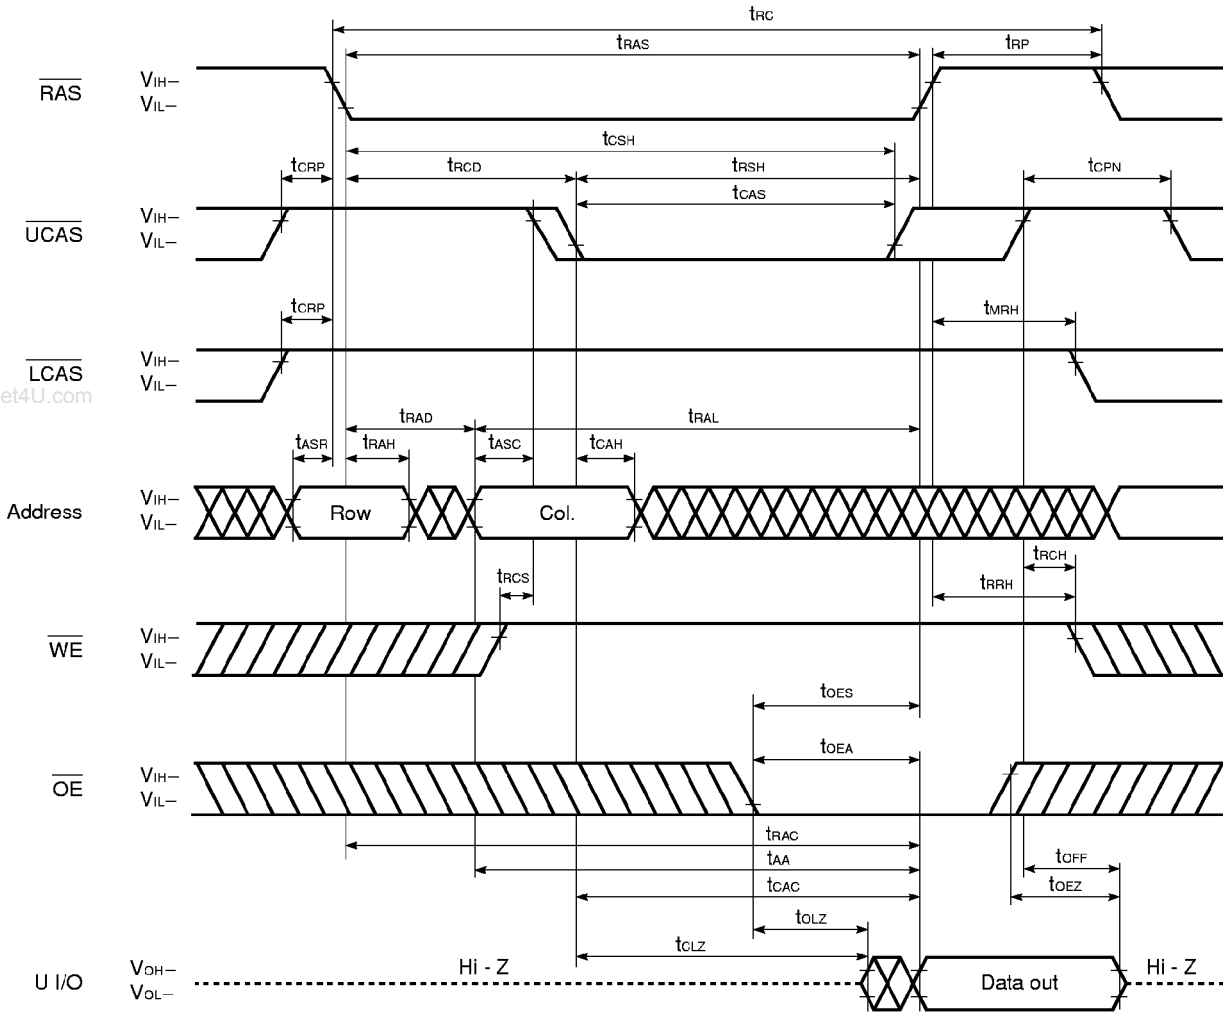 tRC
tRAS tRP
RAS VIH–
VIL–
tCSH
tCRP tRCD tRSH tCPN
tCAS
UCAS VIH–
VIL–
tCRP tMRH
LCAS VIH–
VIL–
et4U.com
tRAD tRAL
tASR tRAH tASC tCAH
Address VIH–
VIL–
Row Col.
tRCH
tRCS tRRH
WE VIH–
VIL–
tOES
tOEA
OE VIH–
VIL–
tRAC
tAA tOFF
tCAC tOEZ
tOLZ
tCLZ
U I/O VOH–
VOL–
Hi - Z Data out Hi - Z